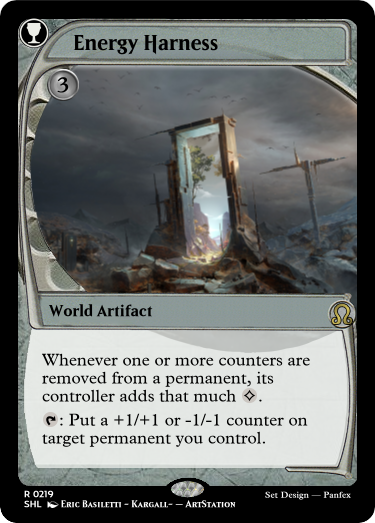 Energy Harness
3
World Artifact
Whenever one or more counters are
removed from a permanent, its
controller adds that much.
: Put a +1/+1 or -1/-1 counter on
target permanent you control.
R 0219
SHL Eric Basiletti - Kargall- - ArtStation
Set Design — Panfex